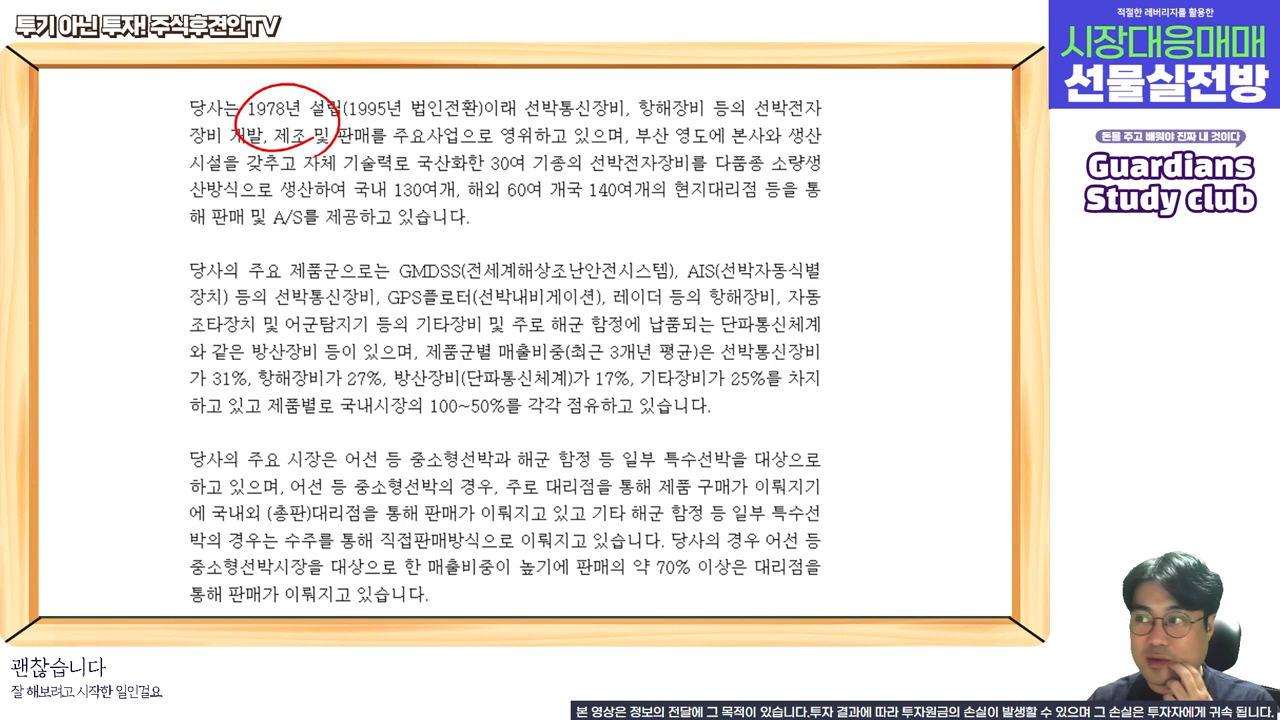 투기 아닌 투자! 주식후견인TV
적절한 레버리지를 활용한
시장대응매매
선물실전방
돈을 주고 배워야 진짜 내 것이다
Guardians
Study club
당사는 1978년 설립(1995년 법인전환)이래 선박통신장비, 항해장비 등의 선박전자
장비 개발, 제조 및 판매를 주요사업으로 영위하고 있으며, 부산 영도에 본사와 생산
시설을 갖추고 자체 기술력로 국산화한 30여 기종의 선박전자장비를 다품종 소량생
산방식으로 생산하여 국내 130여개, 해외 60여 개국 140여개의 현지대리점 등을 통
해 판매 및 A/S를 제공하고 있습니다.
당사의 주요 제품군으로는 GMDSS(전세계해상조난안전시스템), AIS(선박자동식별
장치) 등의 선박통신장비, GPS플로터(선박내비게이션), 레이더 등의 항해장비, 자동
조타장치 및 어군탐지기 등의 기타장비 및 주로 해군 함정에 납품되는 단파통신체계
와 같은 방산장비 등이 있으며, 제품군별 매출비중(최근 3개년 평균)은 선박통신장비
가 31%, 항해장비가 27%, 방산장비(단파통신체계)가 17%, 기타장비가 25%를 차지
하고 있고 제품별로 국내시장의 100~50%를 각각 점유하고 있습니다.
당사의 주요 시장은 어선 등 중소형선박과 해군 함정 등 일부 특수선박을 대상으로
하고 있으며, 어선 등 중소형선박의 경우, 주로 대리점을 통해 제품 구매가 이뤄지기
에 국내외 (총판)대리점을 통해 판매가 이뤄지고 있고 기타 해군 함정 등 일부 특수선
박의 경우는 수주를 통해 직접판매방식으로 이뤄지고 있습니다. 당사의 경우 어선 등
중소형선박시장을 대상으로 한 매출비중이 높기에 판매의 약 70% 이상은 대리점을
통해 판매가 이뤄지고 있습니다.
괜찮습니다
잘 해보려고 시작한 일인걸요
본 영상은 정보의 전달에 그 목적이 있습니다.투자 결과에 따라 투자원금의 손실이 발생할 수 있으며 그 손실은 투자자에게 귀속 됩니다.